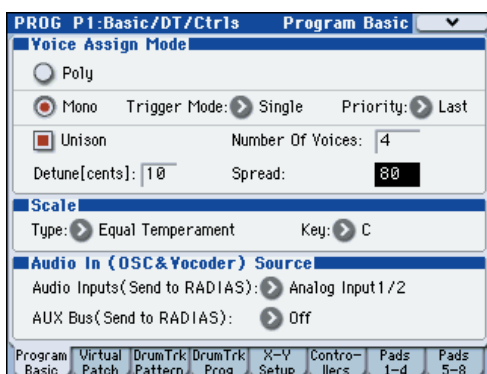 PROG P1:Basic/DT/Ctrls Program Basic
Voice Assign Mode
Poly
Mono Trigger Mode: Single Priority: Last
Unison Number Of Voices: 4
Detune[cents]: 10 Spread: 80
Scale
Type: Equal Temperament Key: C
Audio In (OSC&Vocoder) Source
Audio Inputs(Send to RADIAS): Analog Input1/2
AUX Bus(Send to RADIAS): Off
Program Virtual DrumTrk DrumTrk X-Y Contro- Pads Pads
Basic Patch Pattern Prog Setup llers 1-4 5-8